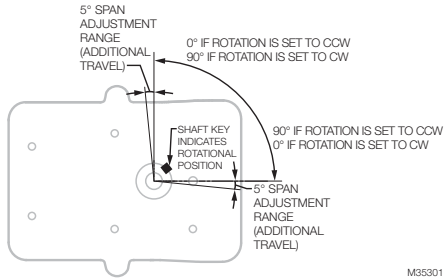 5° SPAN
ADJUSTMENT
RANGE
(ADDITIONAL
TRAVEL)
0° IF ROTATION IS SET TO CCW
90° IF ROTATION IS SET TO CW
SHAFT KEY
INDICATES
ROTATIONAL
POSITION
90° IF ROTATION IS SET TO CCW
0° IF ROTATION IS SET TO CW
5° SPAN
ADJUSTMENT
RANGE
(ADDITIONAL
TRAVEL)
M35301